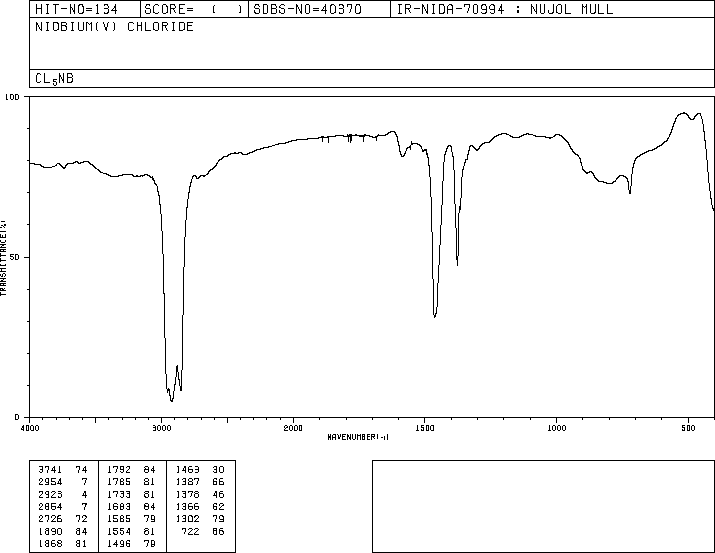 HIT-NO=134 SCORE= ( ) SDBS-NO=40370 IR-NIDA-70994 : NUJOL MULL
NIOBIUM(V) CHLORIDE
CL5NB
100
50
0
TRANSMITTANCE(%)
4000 3000 2000 1500 1000 500
WAVENUMBER(-1)
3741 74 1792 84 1463 30
2954 7 1765 81 1387 66
2923 4 1733 81 1378 46
2854 7 1683 84 1366 62
2726 72 1585 79 1302 79
1890 84 1554 81 722 86
1868 81 1496 79